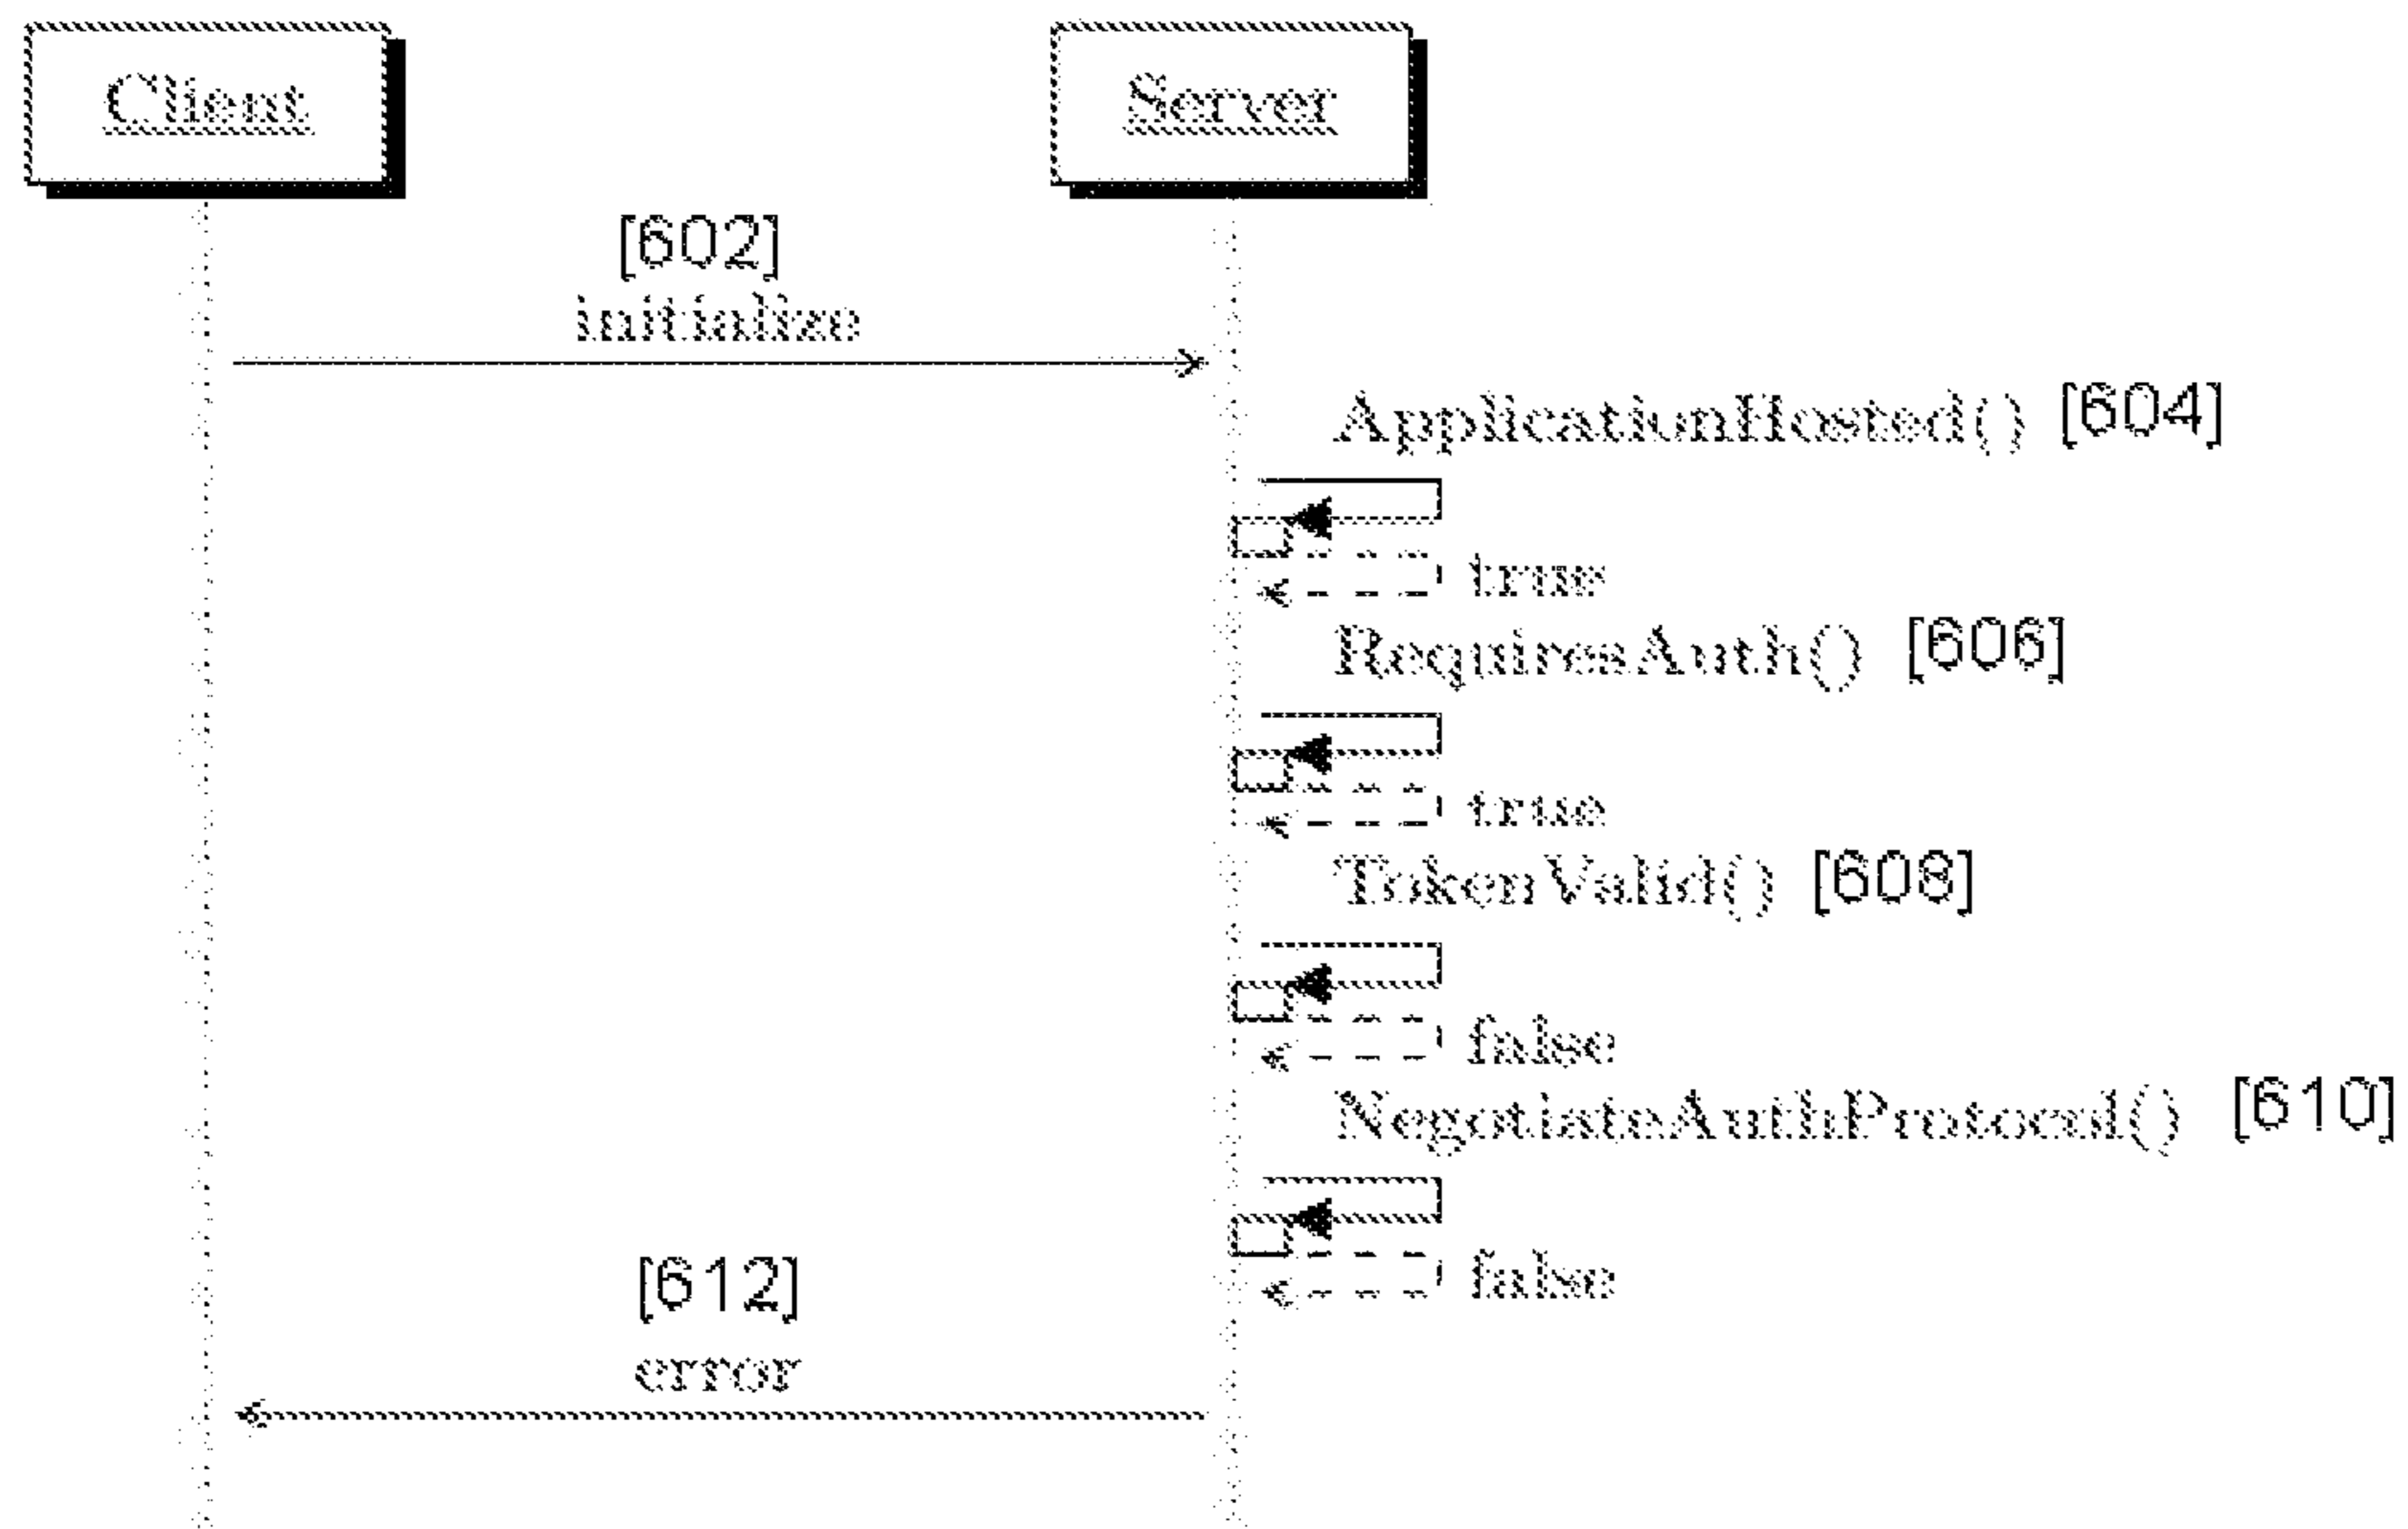 Client
Server
[602]
initialize
ApplicationHosted() [604]
true
RequiresAuth() [606]
true
TokenValid() [608]
false
NegotiateAuthProtocol() [610]
false
[612]
error